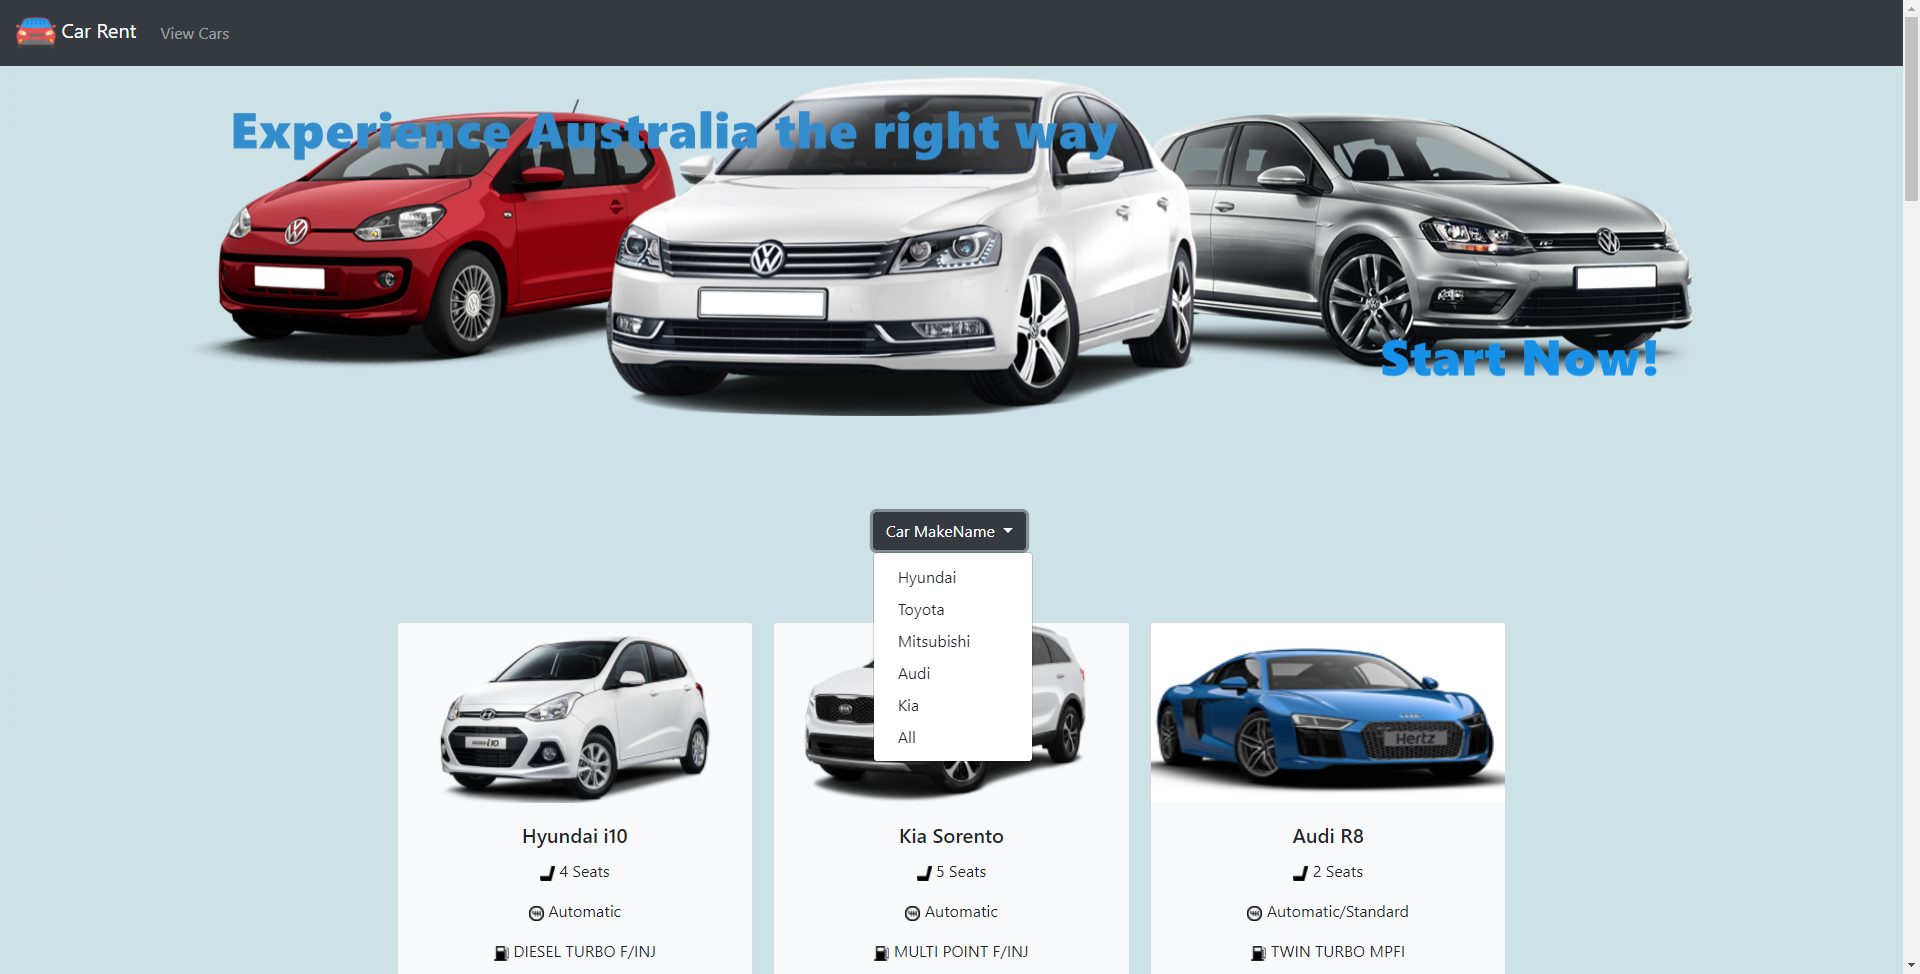 Car Rent
View Cars
Experience Australia the right way
Start Now!
Car MakeName
Hyundai
Toyota
Mitsubishi
Audi
Kia
All
i10
KIA
Hertz
Hyundai i10
4 Seats
Automatic
DIESEL TURBO F/INJ
Kia Sorento
5 Seats
Automatic
MULTI POINT F/INJ
Audi R8
2 Seats
Automatic/Standard
TWIN TURBO MPFI